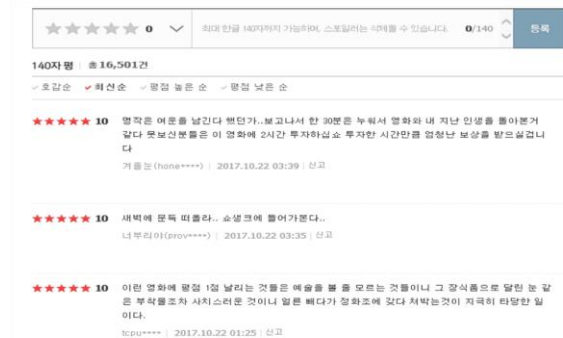 0 최대 한글 140자까지 가능하며, 스포일러는 삭제될 수 있습니다. 0/140 등록
140자 평 총 16,501건
호감순 최신순 평점 높은 순 평점 낮은 순
10 명작은 여운을 남긴다 했던가..보고나서 한 30분은 누워서 영화와 내 지난 인생을 돌아본거
같다 못보신분들은 이 영화에 2시간 투자하십쇼 투자한 시간만큼 엄청난 보상을 받으실겁니
다
겨름눈(hone****) 2017.10.22 03:39 신고
10 새벽에 문득 떠올라.. 쇼생크에 들어가본다..
너부리야(prov****) 2017.10.22 03:35 신고
10 이런 영화에 평점 1점 날리는 것들은 예술을 볼 줄 모르는 것들이니 그 장식품으로 달린 눈 같
은 부착물조차 사치스러운 것이니 얼른 빼다가 정화조에 갖다 쳐박는것이 지극히 타당한 일
이다.
tcpu**** 2017.10.22 01:25 신고